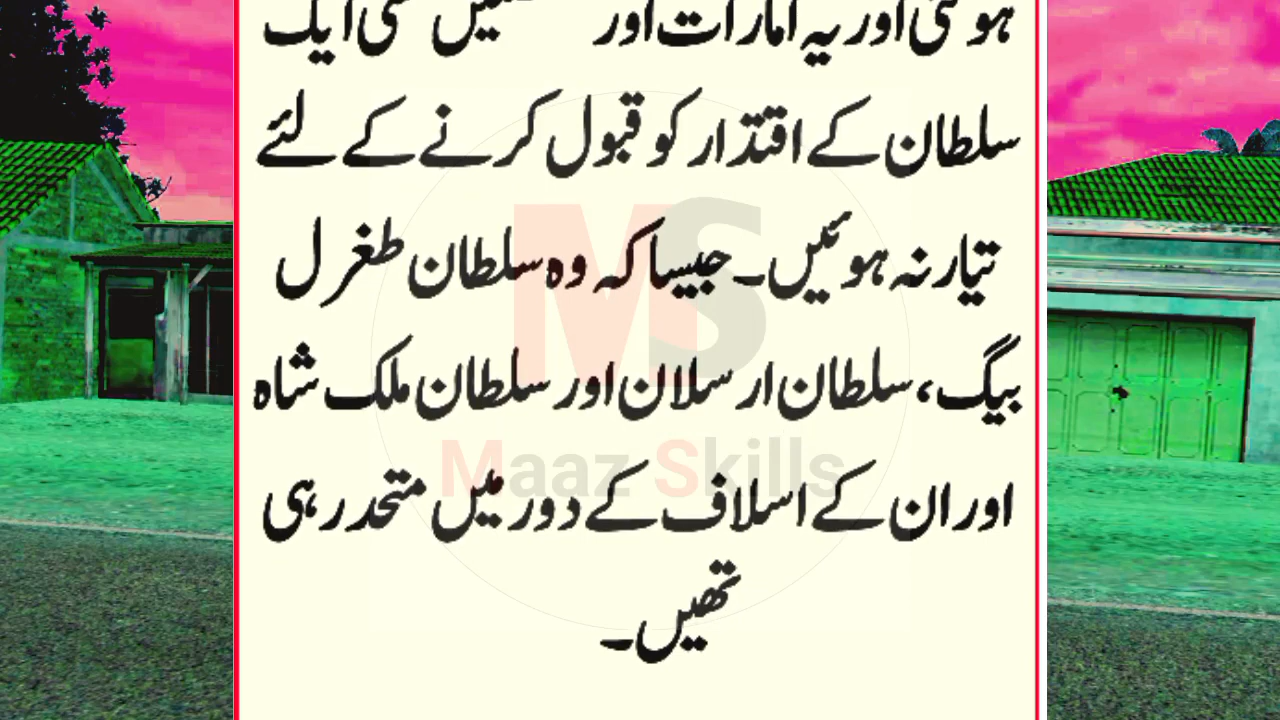 ہو گئی اور یہ امارات اور کسی ایک
سلطان کے اقتدار کو قبول کرنے کے لئے
تیار نہ ہوئیں۔ جیسا کہ وہ سلطان طغرل
بیگ، سلطان ارسلان اور سلطان ملک شاہ
اور ان کے اسلاف کے دور میں متحد رہی
تھیں۔
MS
Maaz Skills